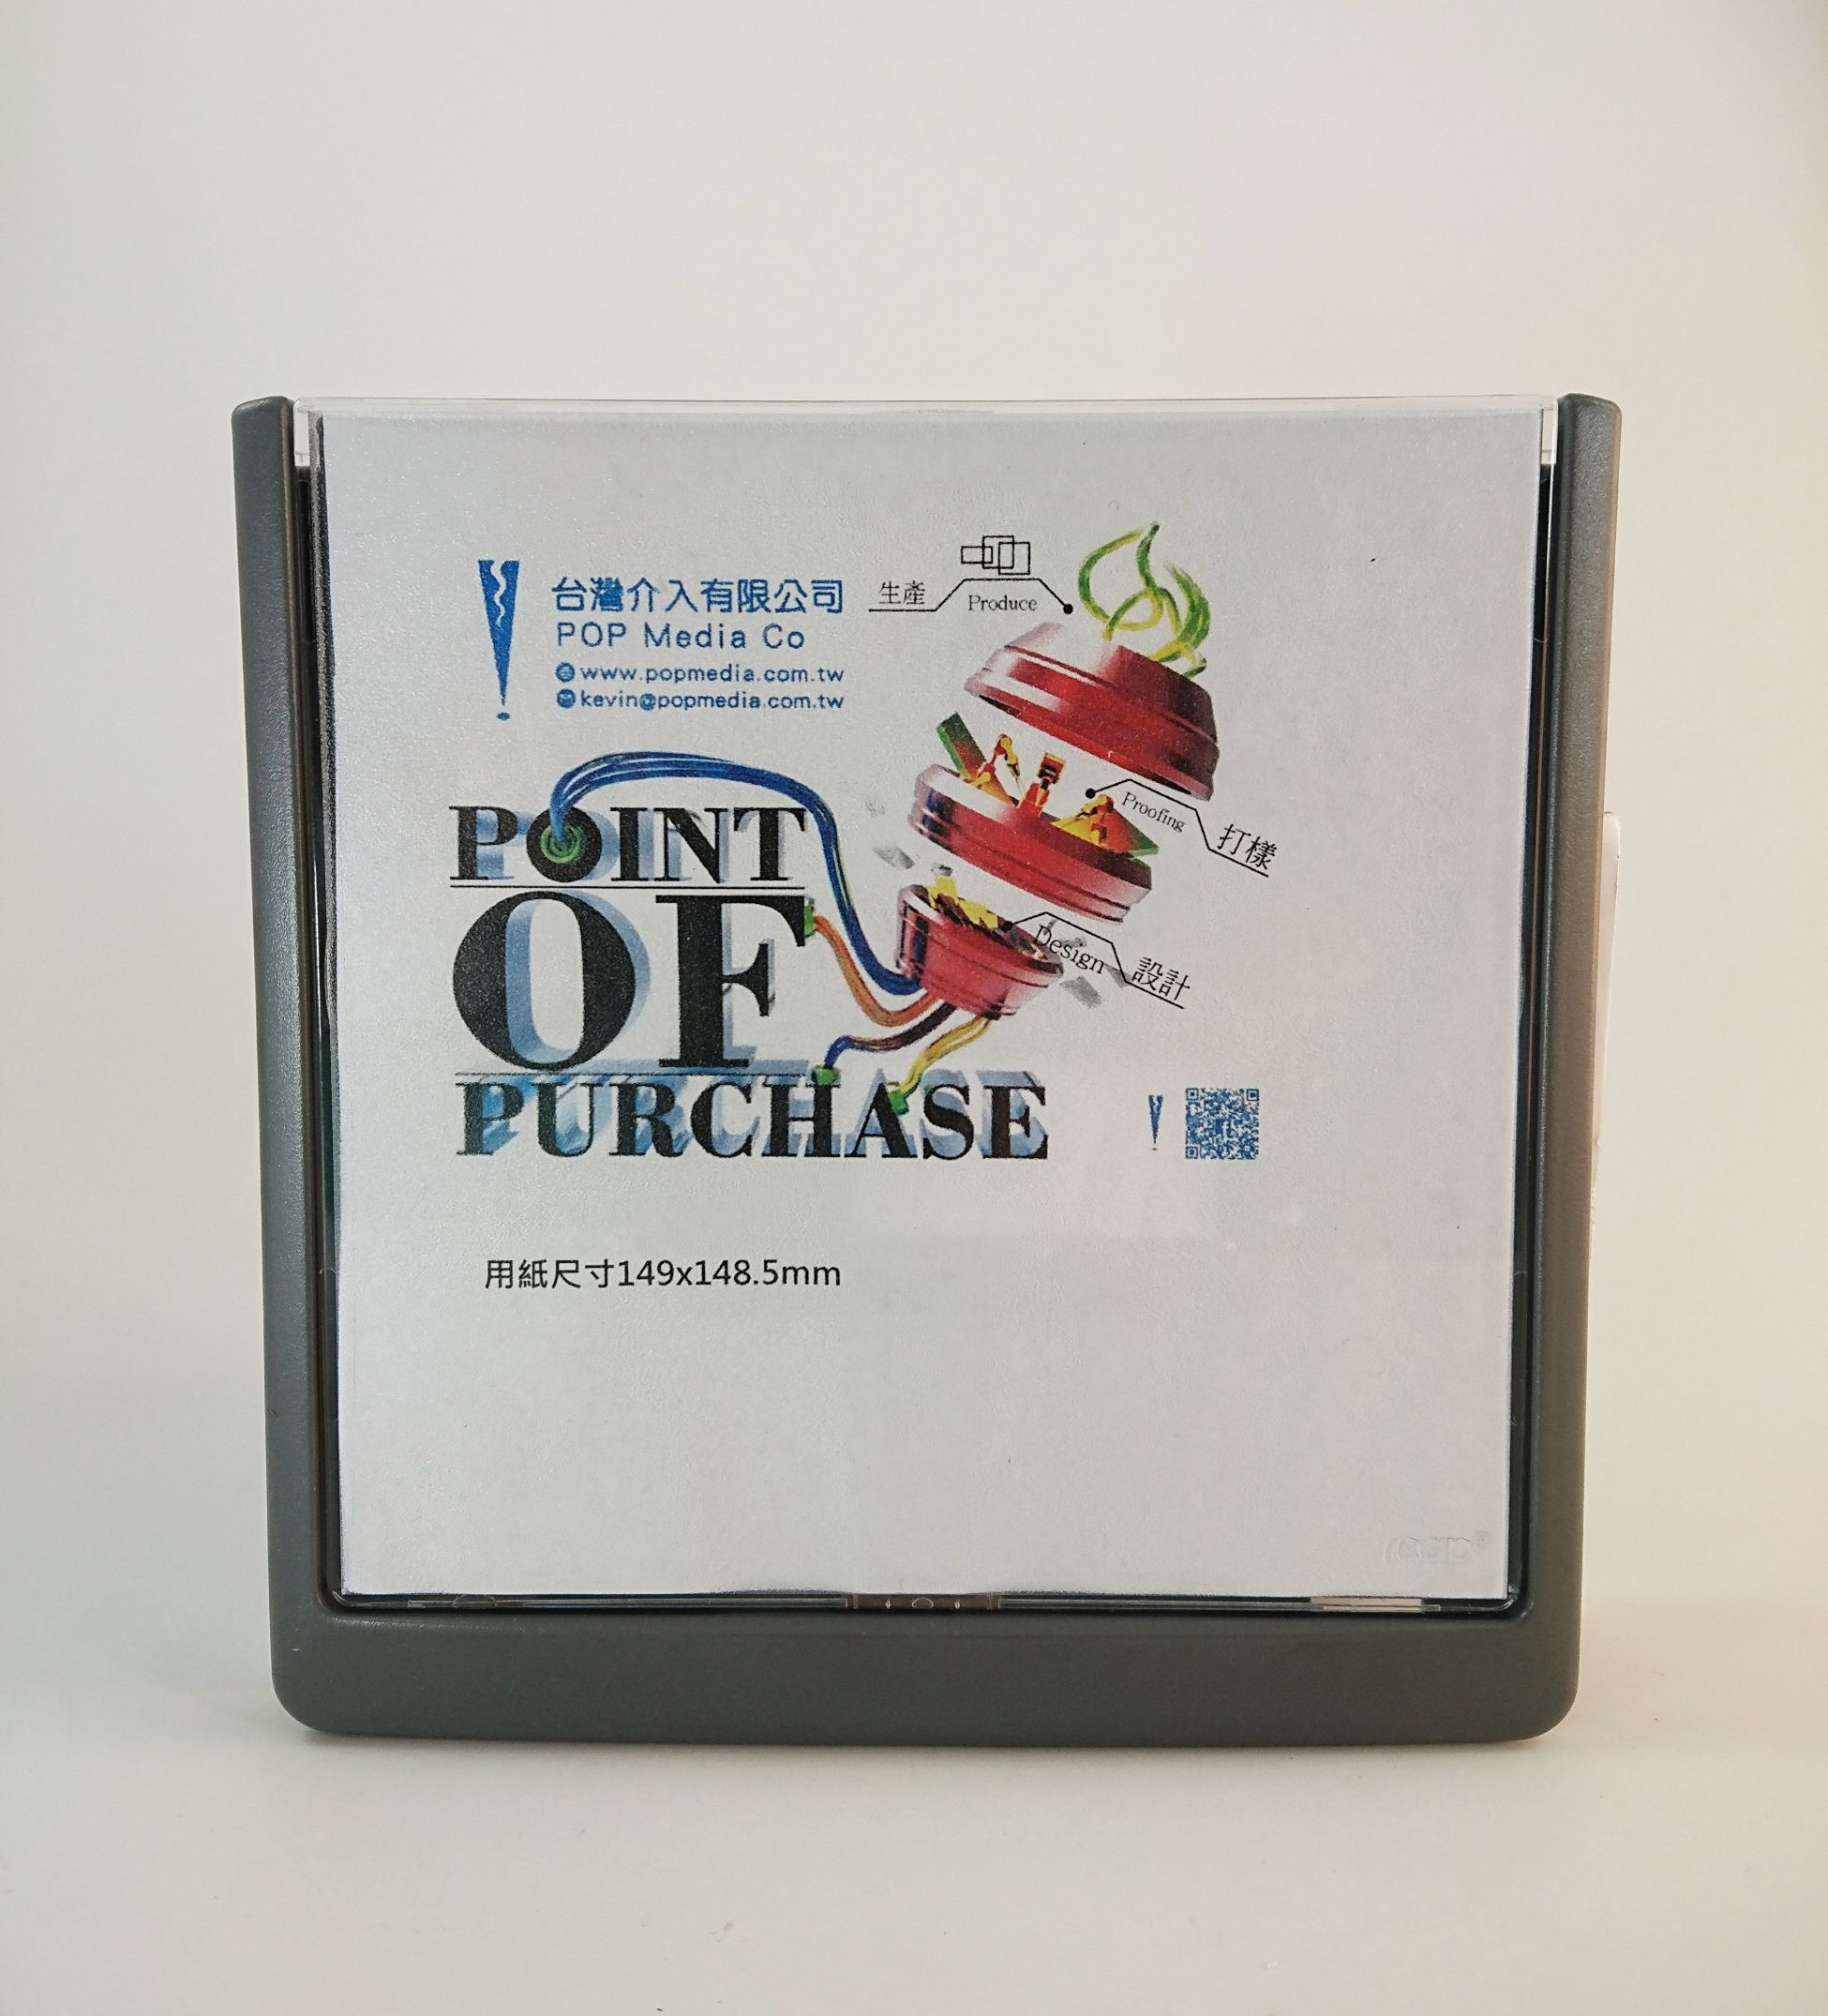 台灣介入有限公司
POP Media Co
www.popmedia.com.tw
kevin@popmedia.com.tw
生產
Produce
Proofing
打樣
Design
設計
POINT
OF
PURCHASE
用紙尺寸149x148.5mm